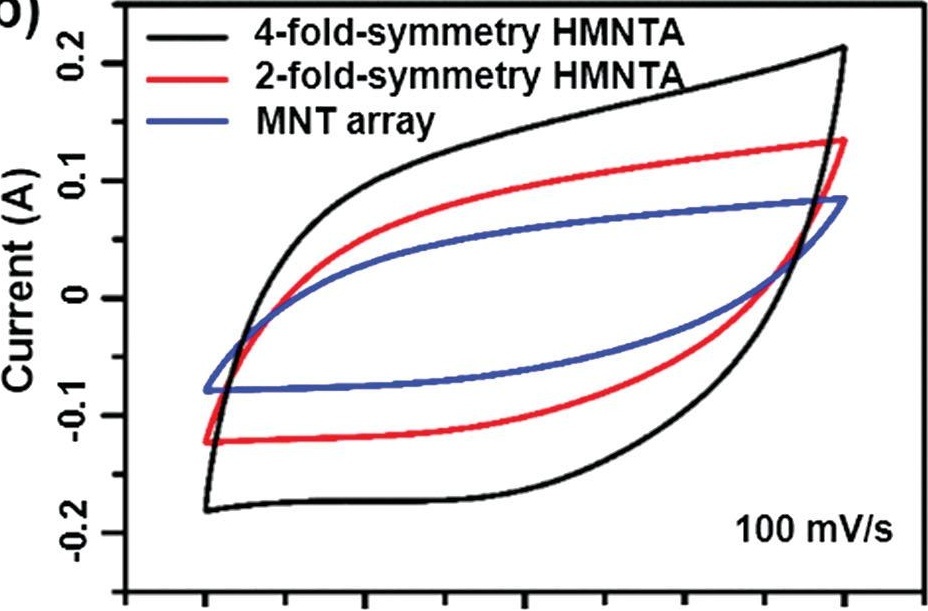 b)
4-fold-symmetry HMNTA
2-fold-symmetry HMNTA
MNT array
Current (A)
0.2
0.1
0
-0.1
-0.2
100 mV/s